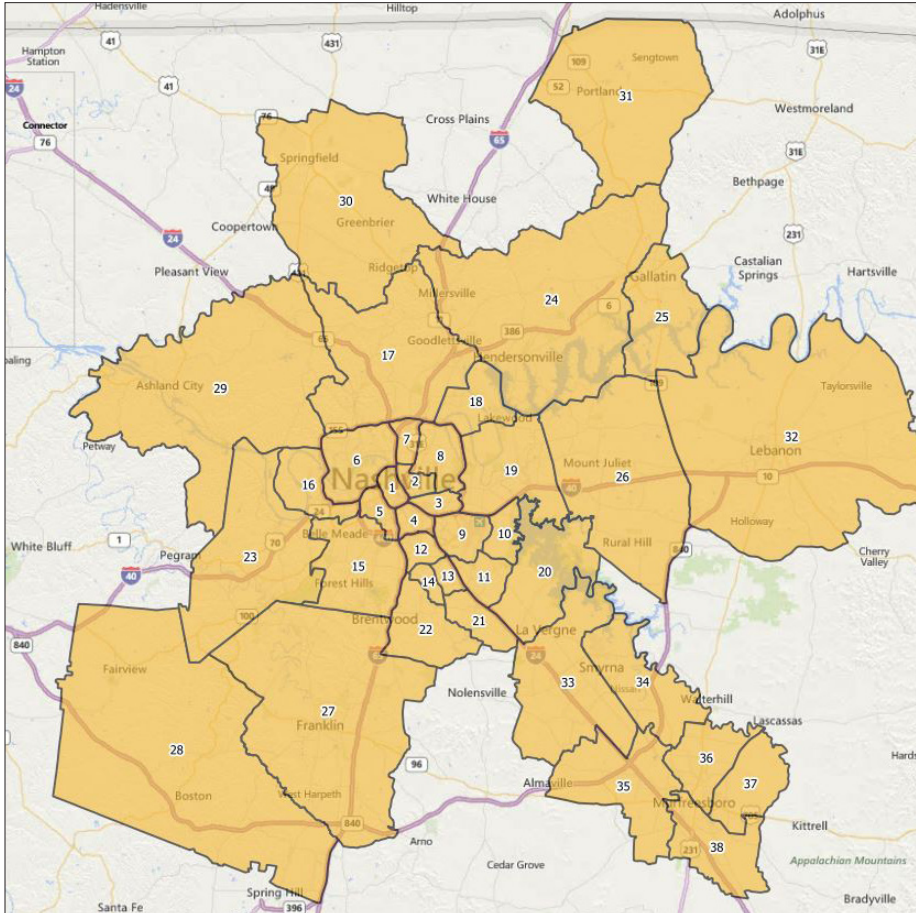 Hadensville
Hilltop
Adolphus
41
431
31E
Hampton
Station
109
Sengtown
24
41
52
Portland
31
Westmoreland
Connector
76
76
Cross Plains
65
31E
Springfield
Bethpage
30
White House
Coopertown
Greenbrier
231
24
Castalian
Springs
Hartsville
Pleasant View
Ridgetop
Gallatin
Millersville
24
6
25
65
17
Goodlettsville
386
Hendersonville
Ashland City
29
109
Taylorsville
18
Lakewood
Petway
155
7
31E
8
32
Lebanon
6
Nashville
19
Mount Juliet
26
10
16
1
2
40
24
5
3
Holloway
White Bluff
1
Belle Meade
4
9
10
Rural Hill
23
70
12
840
Cherry
Valley
Pegram
15
Forest Hills
14
13
11
20
40
100
Brentwood
21
22
La Vergne
840
24
Fairview
Smyrna
Nolensville
33
Nissan
34
Walterhill
27
Franklin
Lascassas
28
96
36
Almaville
35
37
Boston
West Harpeth
Murfreesboro
840
Kittrell
Arno
231
38
Cedar Grove
Appalachian Mountains
Spring Hill
396
Santa Fe
Bradyville